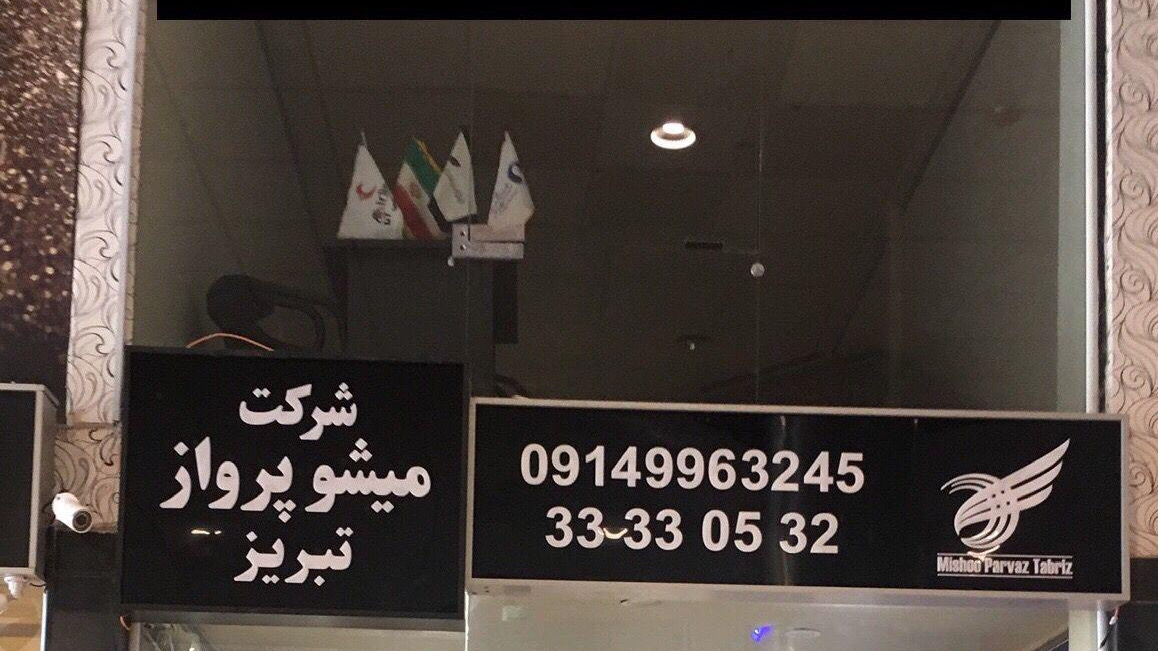 شرکت
میشو پرواز
تبریز
09149963245
33 33 05 32
Mishoo Parvaz Tabriz